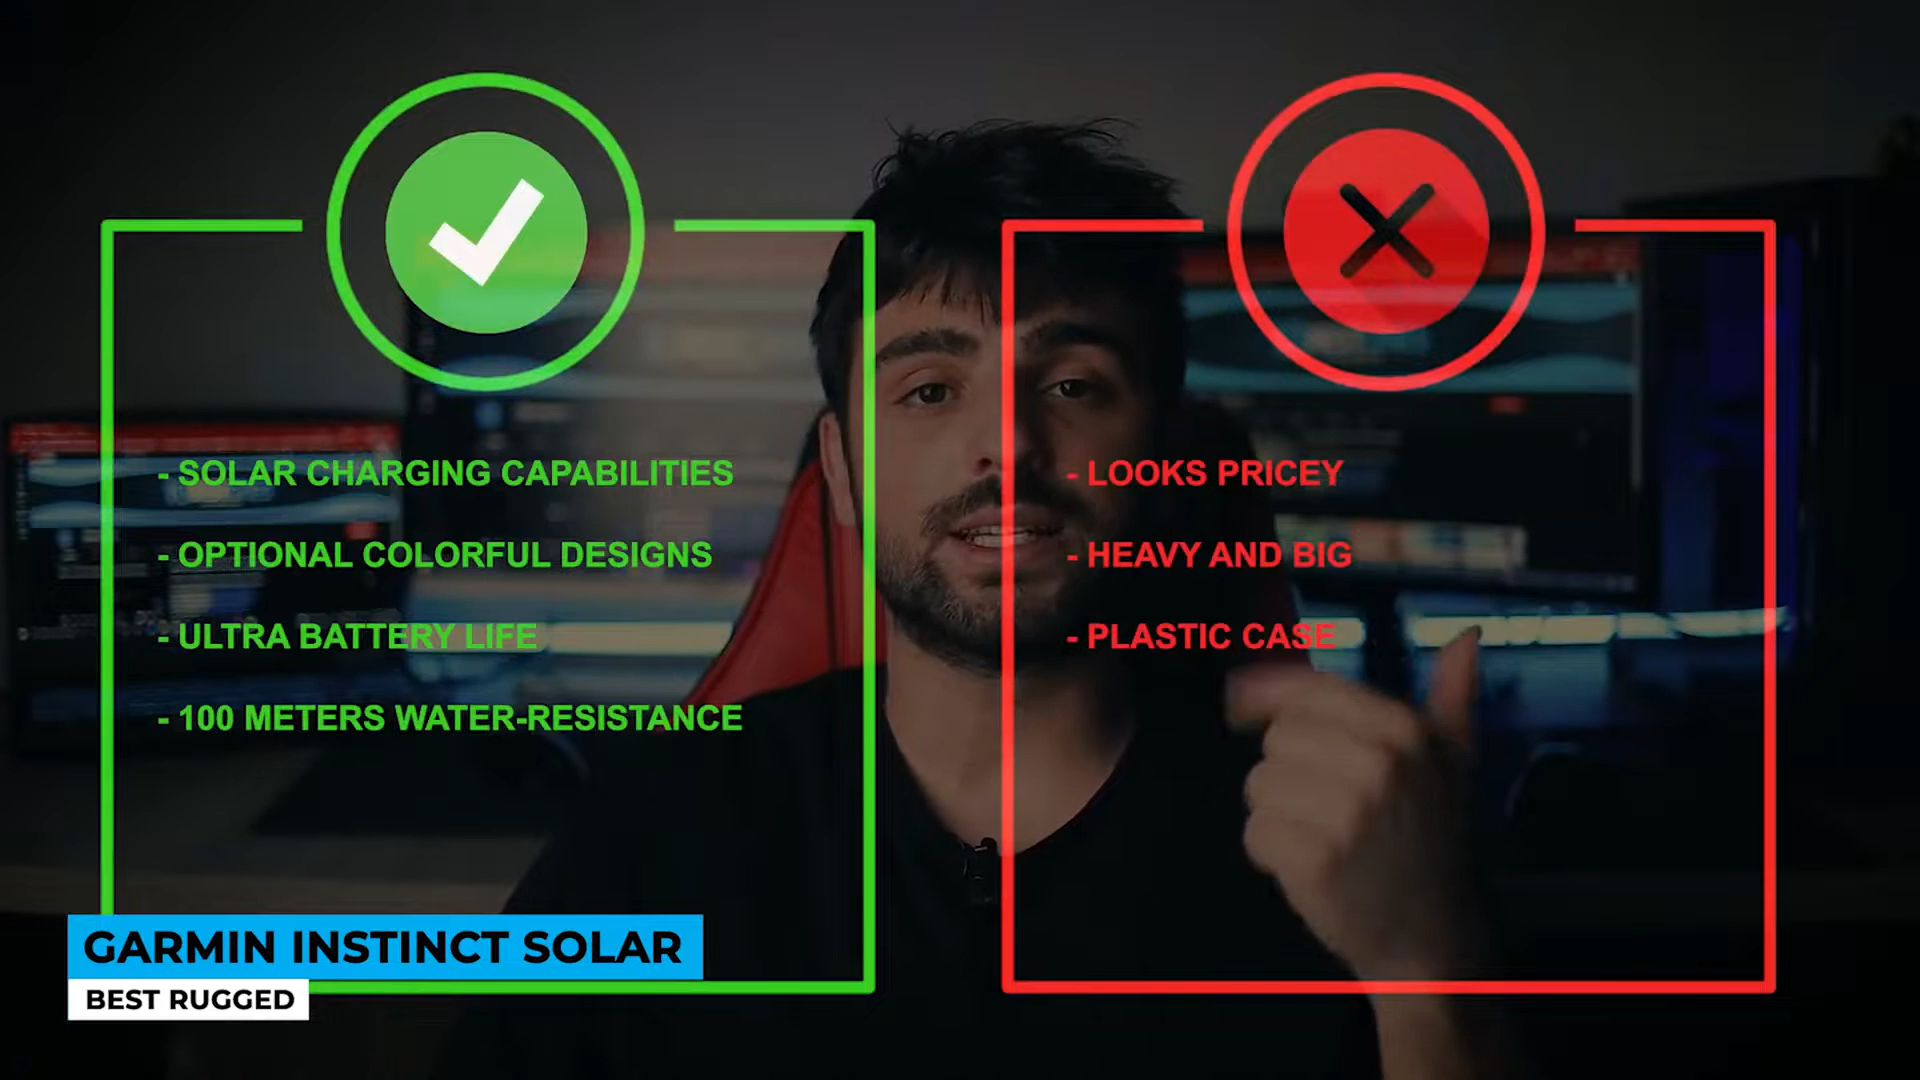 - SOLAR CHARGING CAPABILITIES
- OPTIONAL COLORFUL DESIGNS
- ULTRA BATTERY LIFE
- 100 METERS WATER-RESISTANCE
- LOOKS PRICEY
- HEAVY AND BIG
- PLASTIC CASE
GARMIN INSTINCT SOLAR
BEST RUGGED